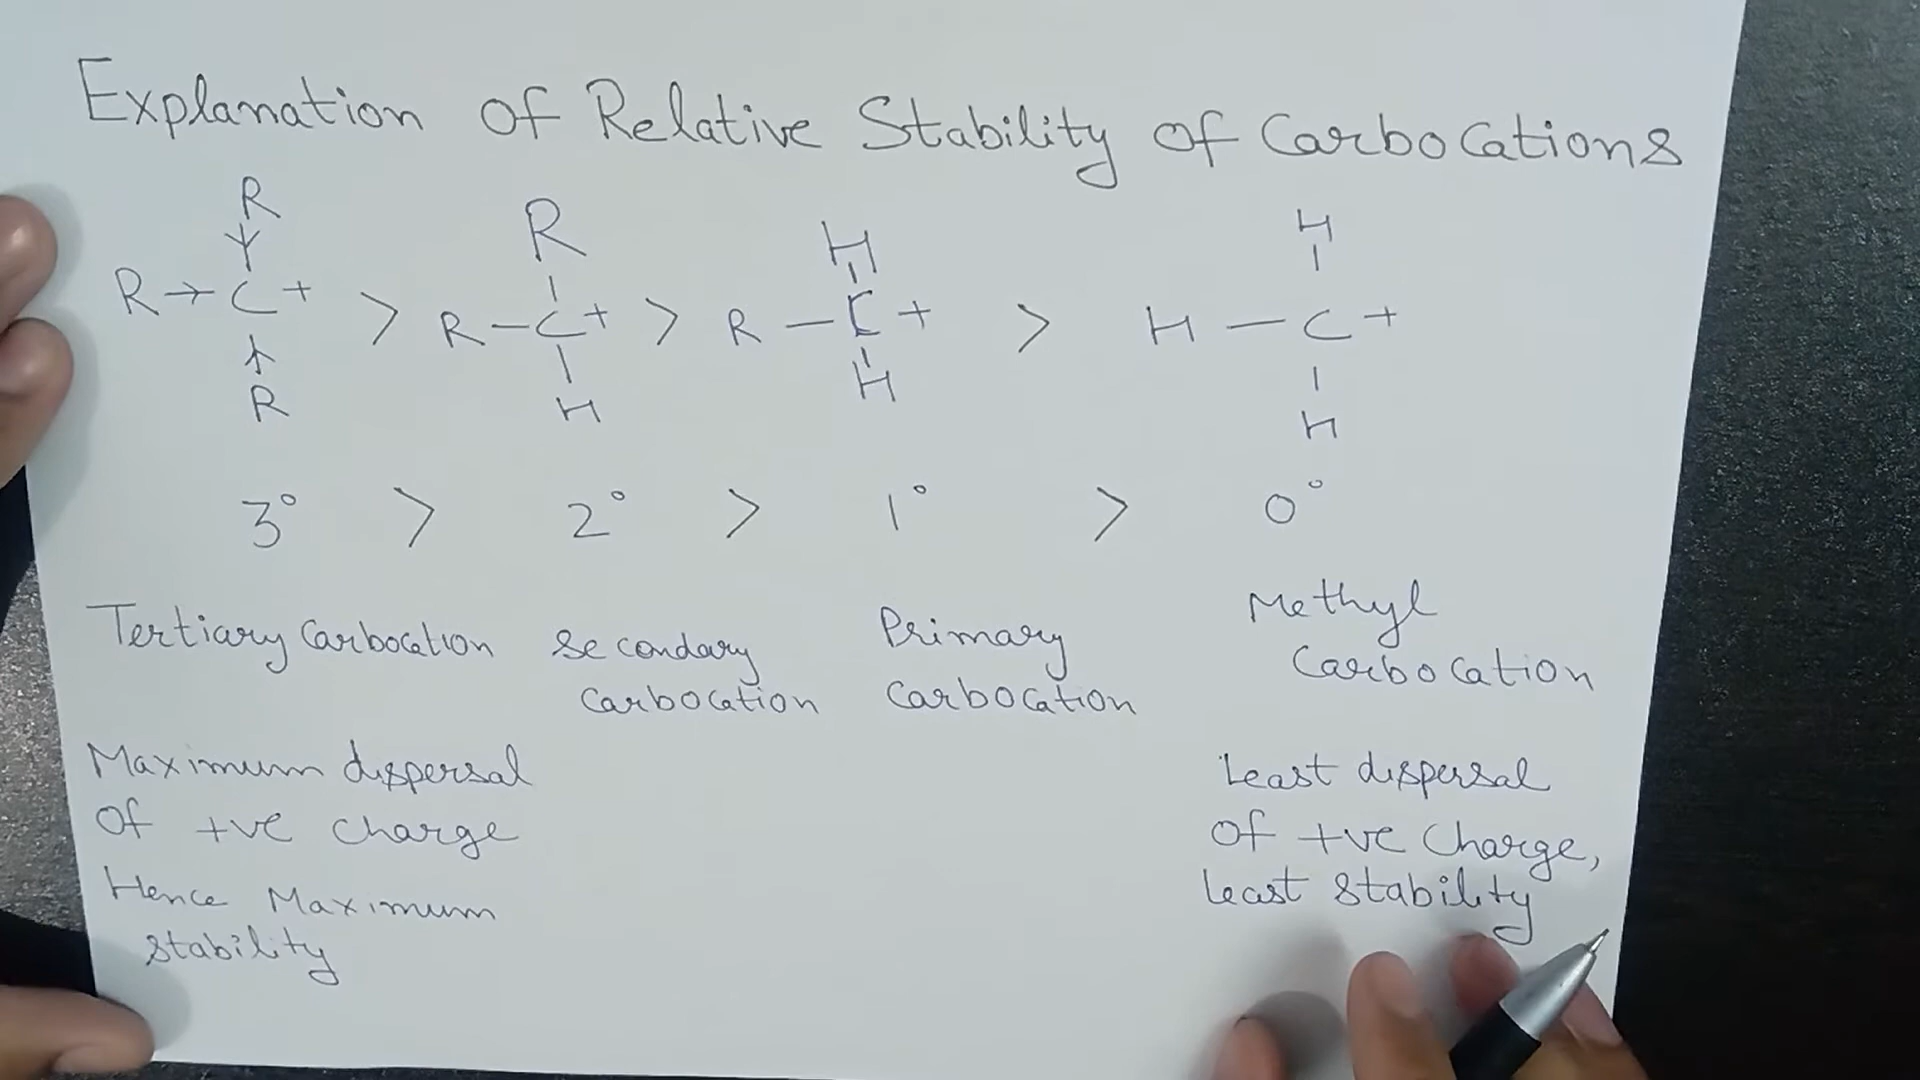 Explanation of Relative Stability of Carbocations
R R H H
R→C+ > R–C+ > R–C+ > H–C+
R H H H
3° > 2° > 1° > 0°
Tertiary Carbocation
Secondary
Carbocation
Primary
Carbocation
Methyl
Carbocation
Maximum dispersal
Of +ve charge
Hence Maximum
stability
Least dispersal
Of +ve charge,
least stability